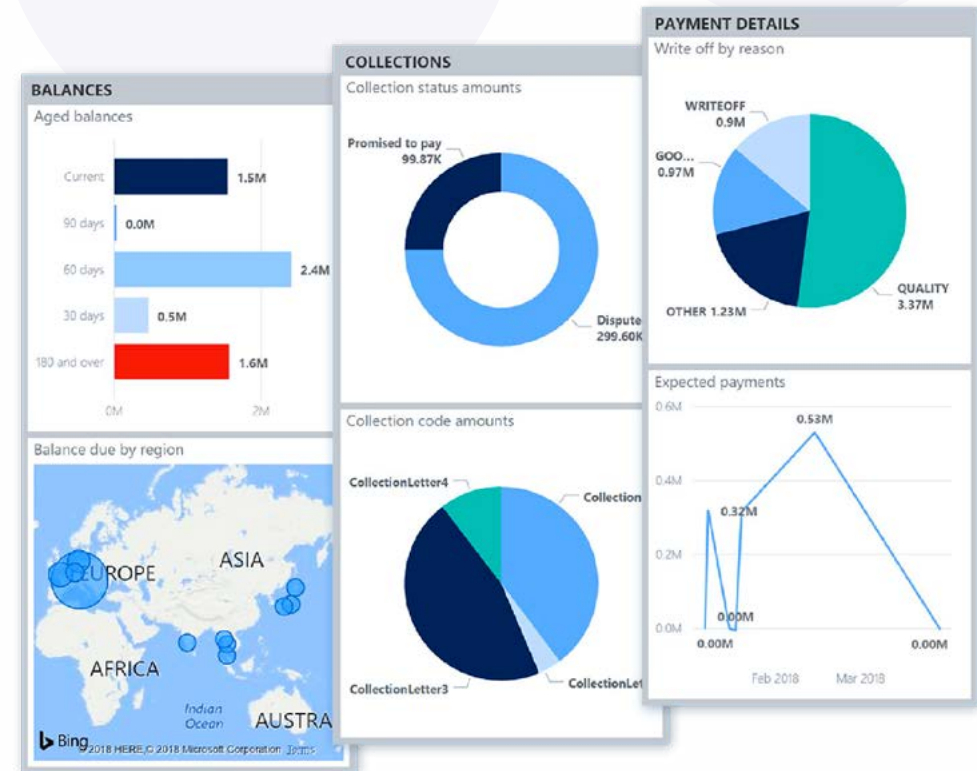 BALANCES
Aged balances
Current
1.5M
90 days
0.0M
60 days
2.4M
30 days
0.5M
180 and over
1.6M
0M
2M
Balance due by region
EUROPE
ASIA
AFRICA
Indian
Ocean
AUSTRA
Bing
© 2018 HERE, © 2018 Microsoft Corporation Terms
COLLECTIONS
Collection status amounts
Promised to pay
99.87K
Dispute
299.60K
Collection code amounts
CollectionLetter4
Collection
CollectionLetter3
CollectionLet
PAYMENT DETAILS
Write off by reason
WRITEOFF
0.9M
GOO...
0.97M
OTHER 1.23M
QUALITY
3.37M
Expected payments
0.6M
0.53M
0.4M
0.32M
0.2M
0.00M
0.0M
0.00M
0.00M
Feb 2018
Mar 2018